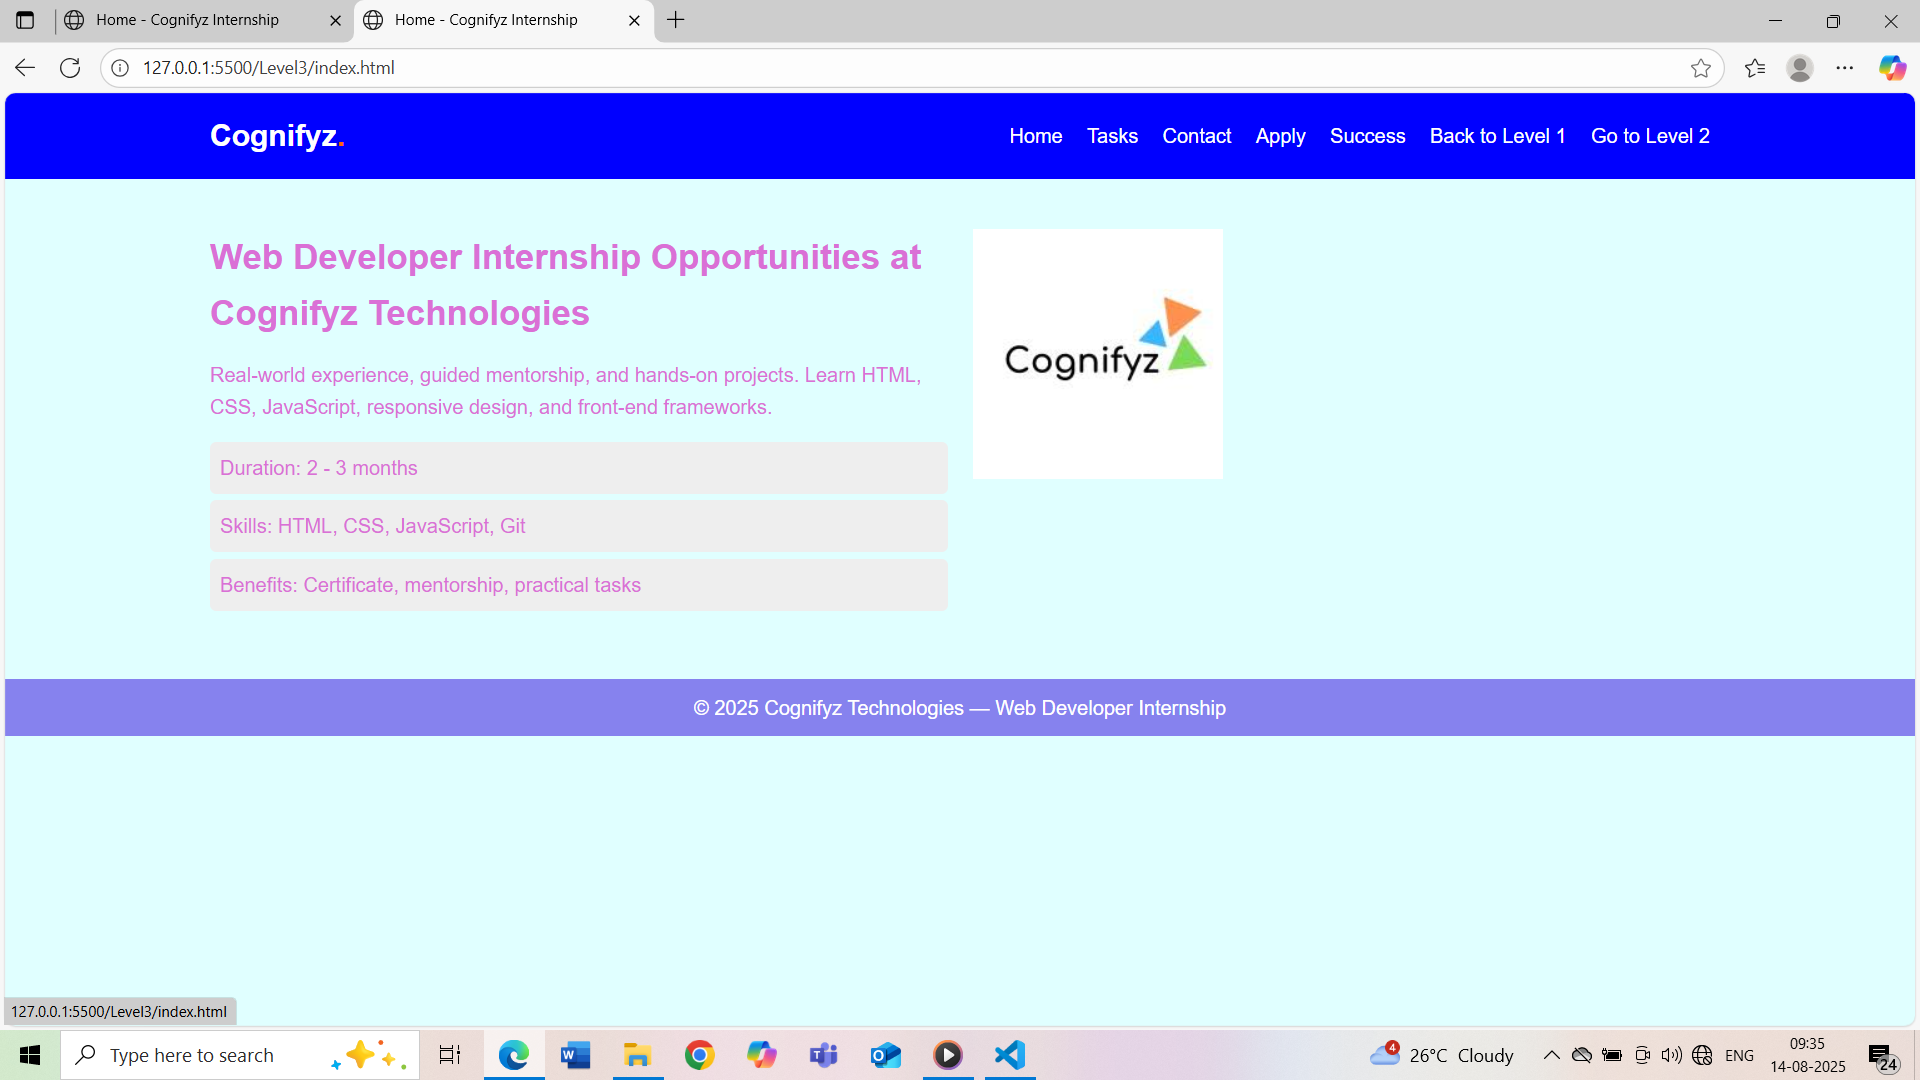 Home - Cognifyz Internship
Home - Cognifyz Internship
127.0.0.1:5500/Level3/index.html
Cognifyz.
Home Tasks Contact Apply Success Back to Level 1 Go to Level 2
Web Developer Internship Opportunities at
Cognifyz Technologies
Real-world experience, guided mentorship, and hands-on projects. Learn HTML,
CSS, JavaScript, responsive design, and front-end frameworks.
Duration: 2 - 3 months
Skills: HTML, CSS, JavaScript, Git
Benefits: Certificate, mentorship, practical tasks
Cognifyz
© 2025 Cognifyz Technologies — Web Developer Internship
127.0.0.1:5500/Level3/index.html
Type here to search
4
26°C Cloudy
ENG
09:35
14-08-2025
24